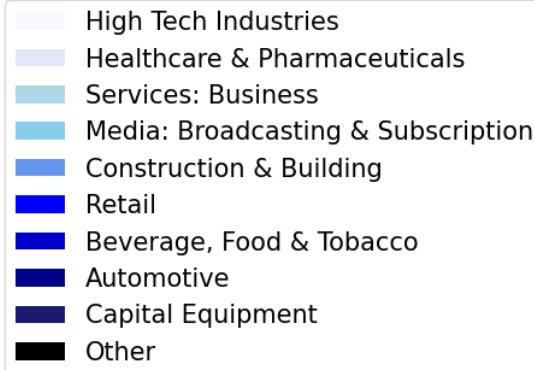 High Tech Industries
Healthcare & Pharmaceuticals
Services: Business
Media: Broadcasting & Subscription
Construction & Building
Retail
Beverage, Food & Tobacco
Automotive
Capital Equipment
Other